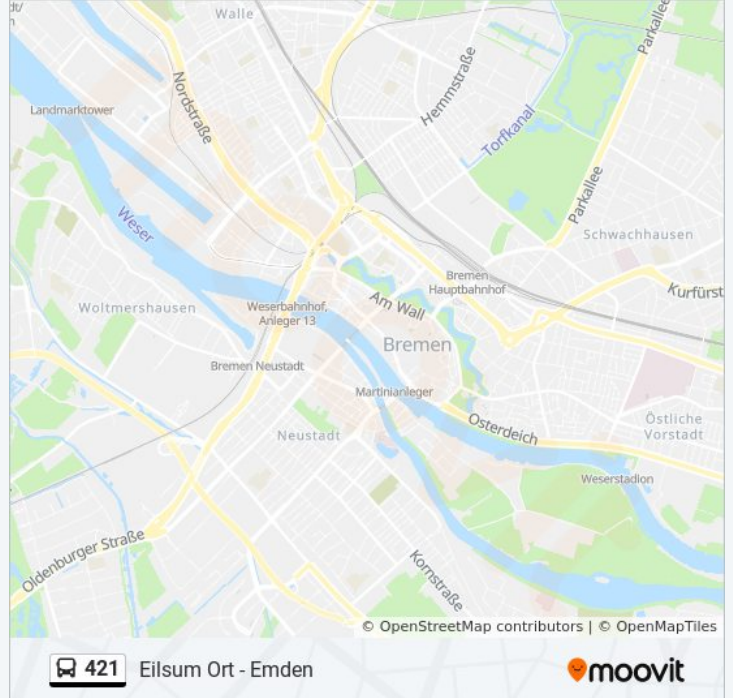 dt/
Walle
Parkallee
Hemmstraße
Nordstraße
Landmarktower
Torfkanal
Parkallee
Weser
Schwachhausen
Bremen
Hauptbahnhof
Kurfürst
Woltmershausen
Weserbahnhof,
Anleger 13
Am Wall
Bremen
Bremen Neustadt
Martinianleger
Osterdeich
Östliche
Vorstadt
Neustadt
Weserstadion
Oldenburger Straße
Kornstraße
© OpenStreetMap contributors | © OpenMapTiles
421 Eilsum Ort - Emden
moovit